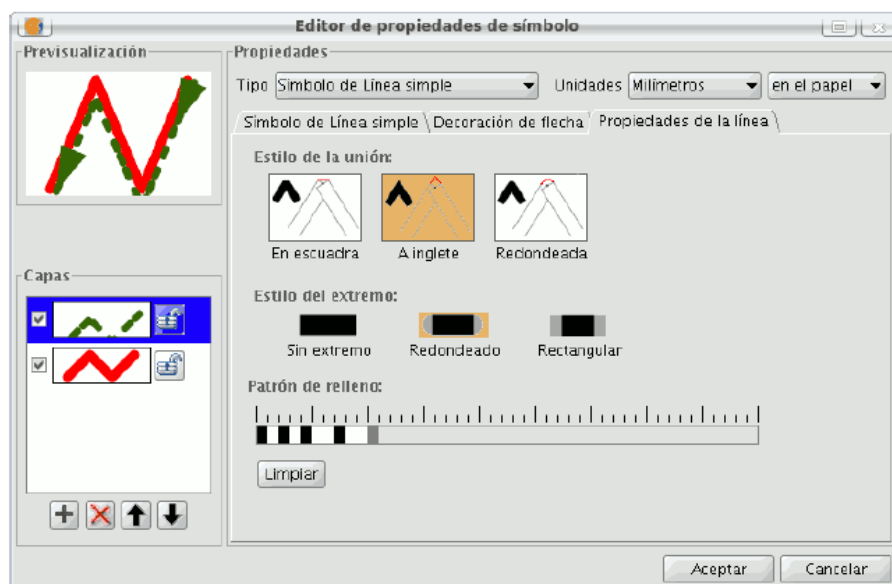 Editor de propiedades de símbolo
Previsualización
Propiedades
Tipo Simbolo de Línea simple Unidades Milímetros en el papel
Simbolo de Línea simple Decoración de flecha Propiedades de la línea
Estilo de la unión:
En escuadra A inglete Redondeada
Capas
Estilo del extremo:
Sin extremo Redondeado Rectangular
Patrón de relleno:
Limpiar
Aceptar Cancelar